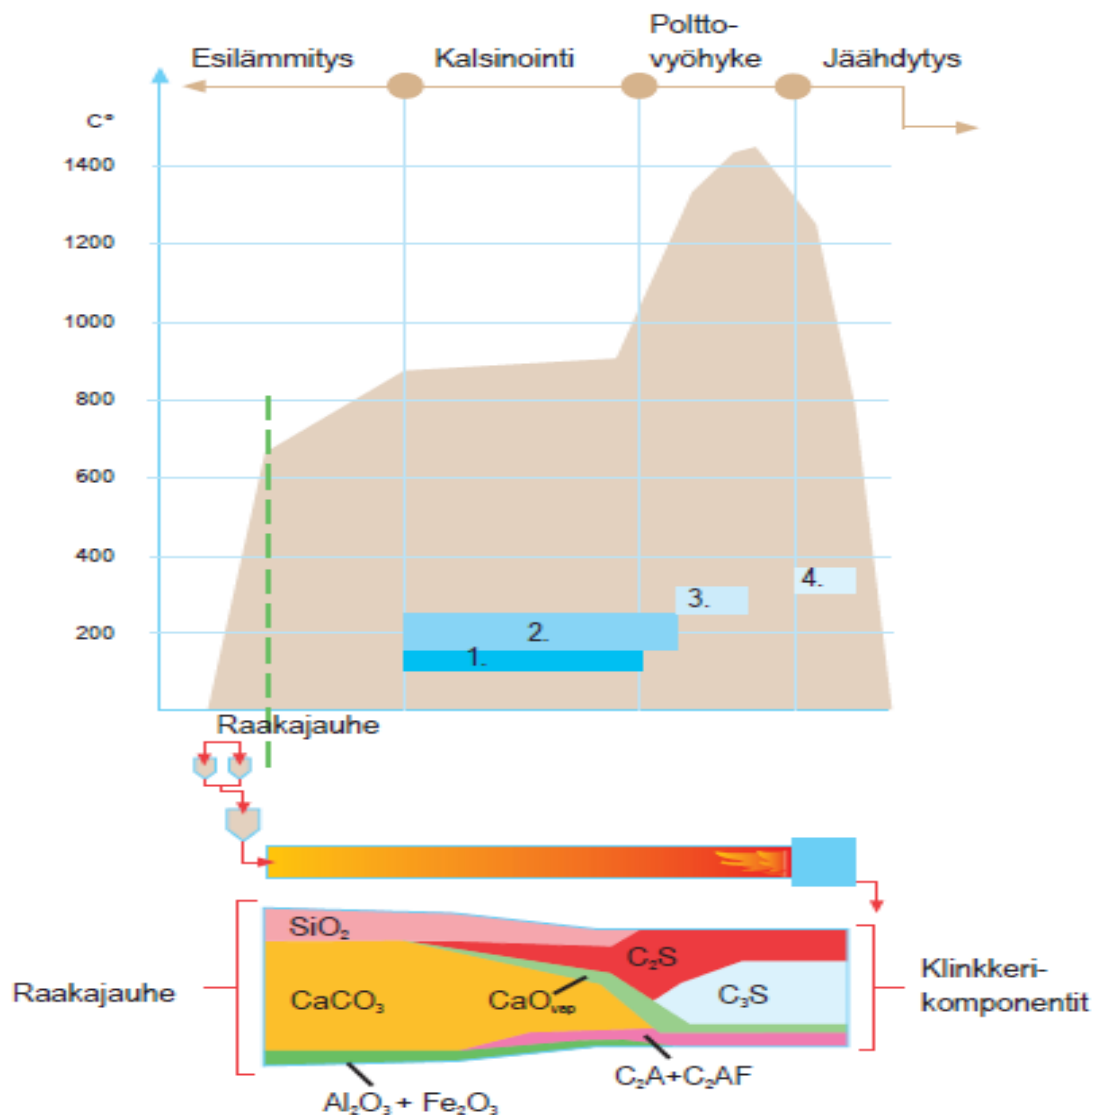 Esilämmitys
Kalsinointi
Poltto-
vyöhyke
Jäähdytys
C°
1400
1200
1000
800
600
400
200
1.
2.
3.
4.
Raakajauhe
SiO₂
CaCO₃
CaOᵥₐₚ
C₂S
C₃S
C₂A+C₂AF
Al₂O₃ + Fe₂O₃
Raakajauhe
Klinkkeri-
komponentit